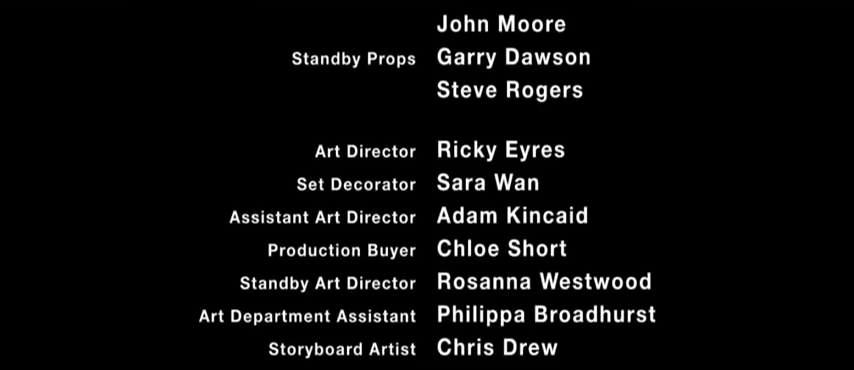 John Moore
Standby Props Garry Dawson
Steve Rogers
Art Director Ricky Eyres
Set Decorator Sara Wan
Assistant Art Director Adam Kincaid
Production Buyer Chloe Short
Standby Art Director Rosanna Westwood
Art Department Assistant Philippa Broadhurst
Storyboard Artist Chris Drew